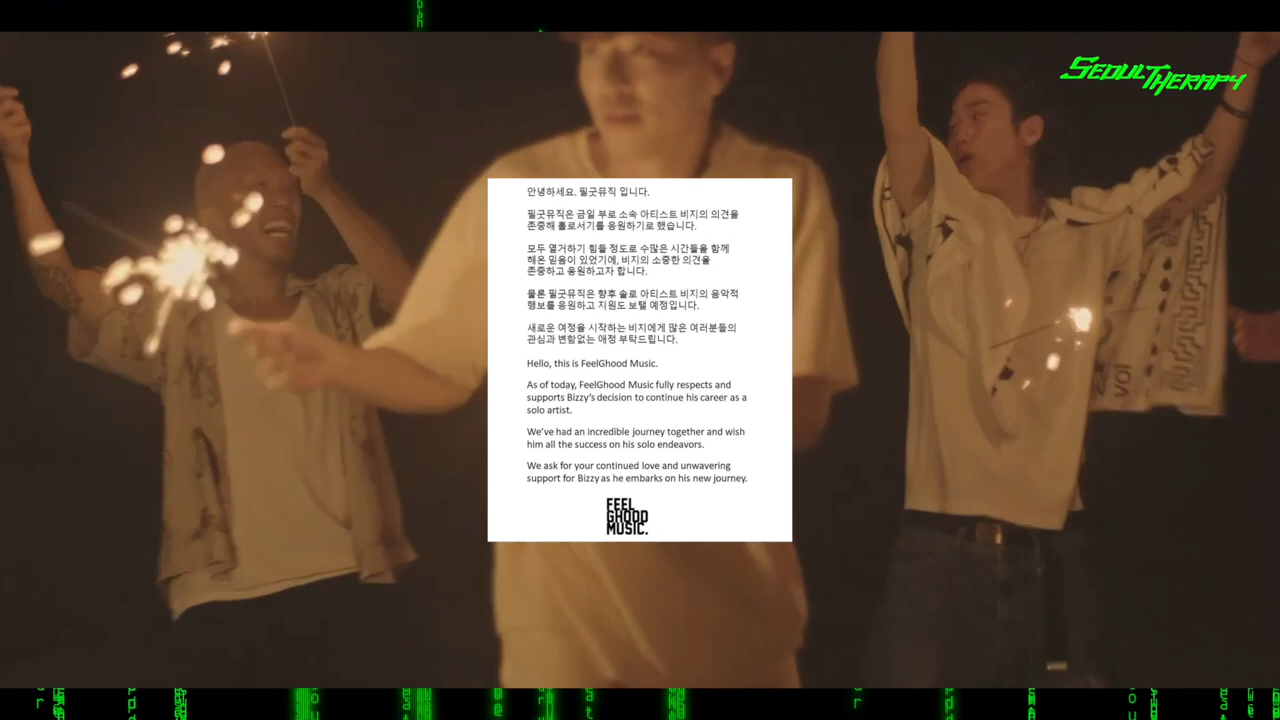 SEOUL THERAPY
안녕하세요. 필굿뮤직 입니다.
필굿뮤직은 금일 부로 소속 아티스트 비지의 의견을
존중해 홀로서기를 응원하기로 했습니다.
모두 열거하기 힘들 정도로 수많은 시간들을 함께
해온 믿음이 있었기에, 비지의 소중한 의견을
존중하고 응원하고자 합니다.
물론 필굿뮤직은 향후 솔로 아티스트 비지의 음악적
행보를 응원하고 지원도 보탤 예정입니다.
새로운 여정을 시작하는 비지에게 많은 여러분들의
관심과 변함없는 애정 부탁드립니다.
Hello, this is FeelGhood Music.
As of today, FeelGhood Music fully respects and
supports Bizzy's decision to continue his career as a
solo artist.
We've had an incredible journey together and wish
him all the success on his solo endeavors.
We ask for your continued love and unwavering
support for Bizzy as he embarks on his new journey.
FEEL
GHOOD
MUSIC.